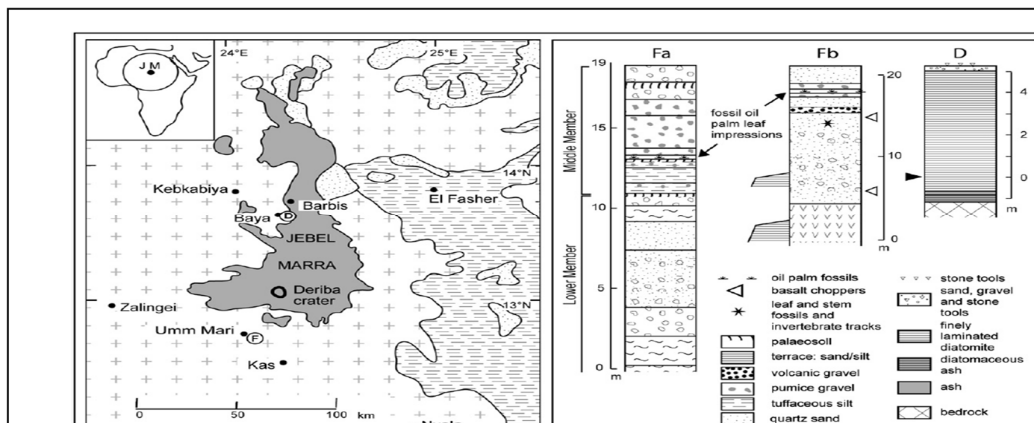 J M
24°E
25°E
14°N
Kebkabiya
Barbis
El Fasher
Baya
D
JEBEL
MARRA
Deriba
crater
13°N
Zalingei
Umm Mari
F
Kas
0 50 100
km
Fa
Fb
D
19
15
10
5
0
m
Middle Member
Lower Member
fossil oil
palm leaf
impressions
20
10
0
m
4
2
0
m
oil palm fossils
basalt choppers
leaf and stem
fossils and
invertebrate tracks
palaeosoll
terrace: sand/silt
volcanic gravel
pumice gravel
tuffaceous silt
quartz sand
stone tools
sand, gravel
and stone
tools
finely
laminated
diatomite
diatomaceous
ash
ash
bedrock